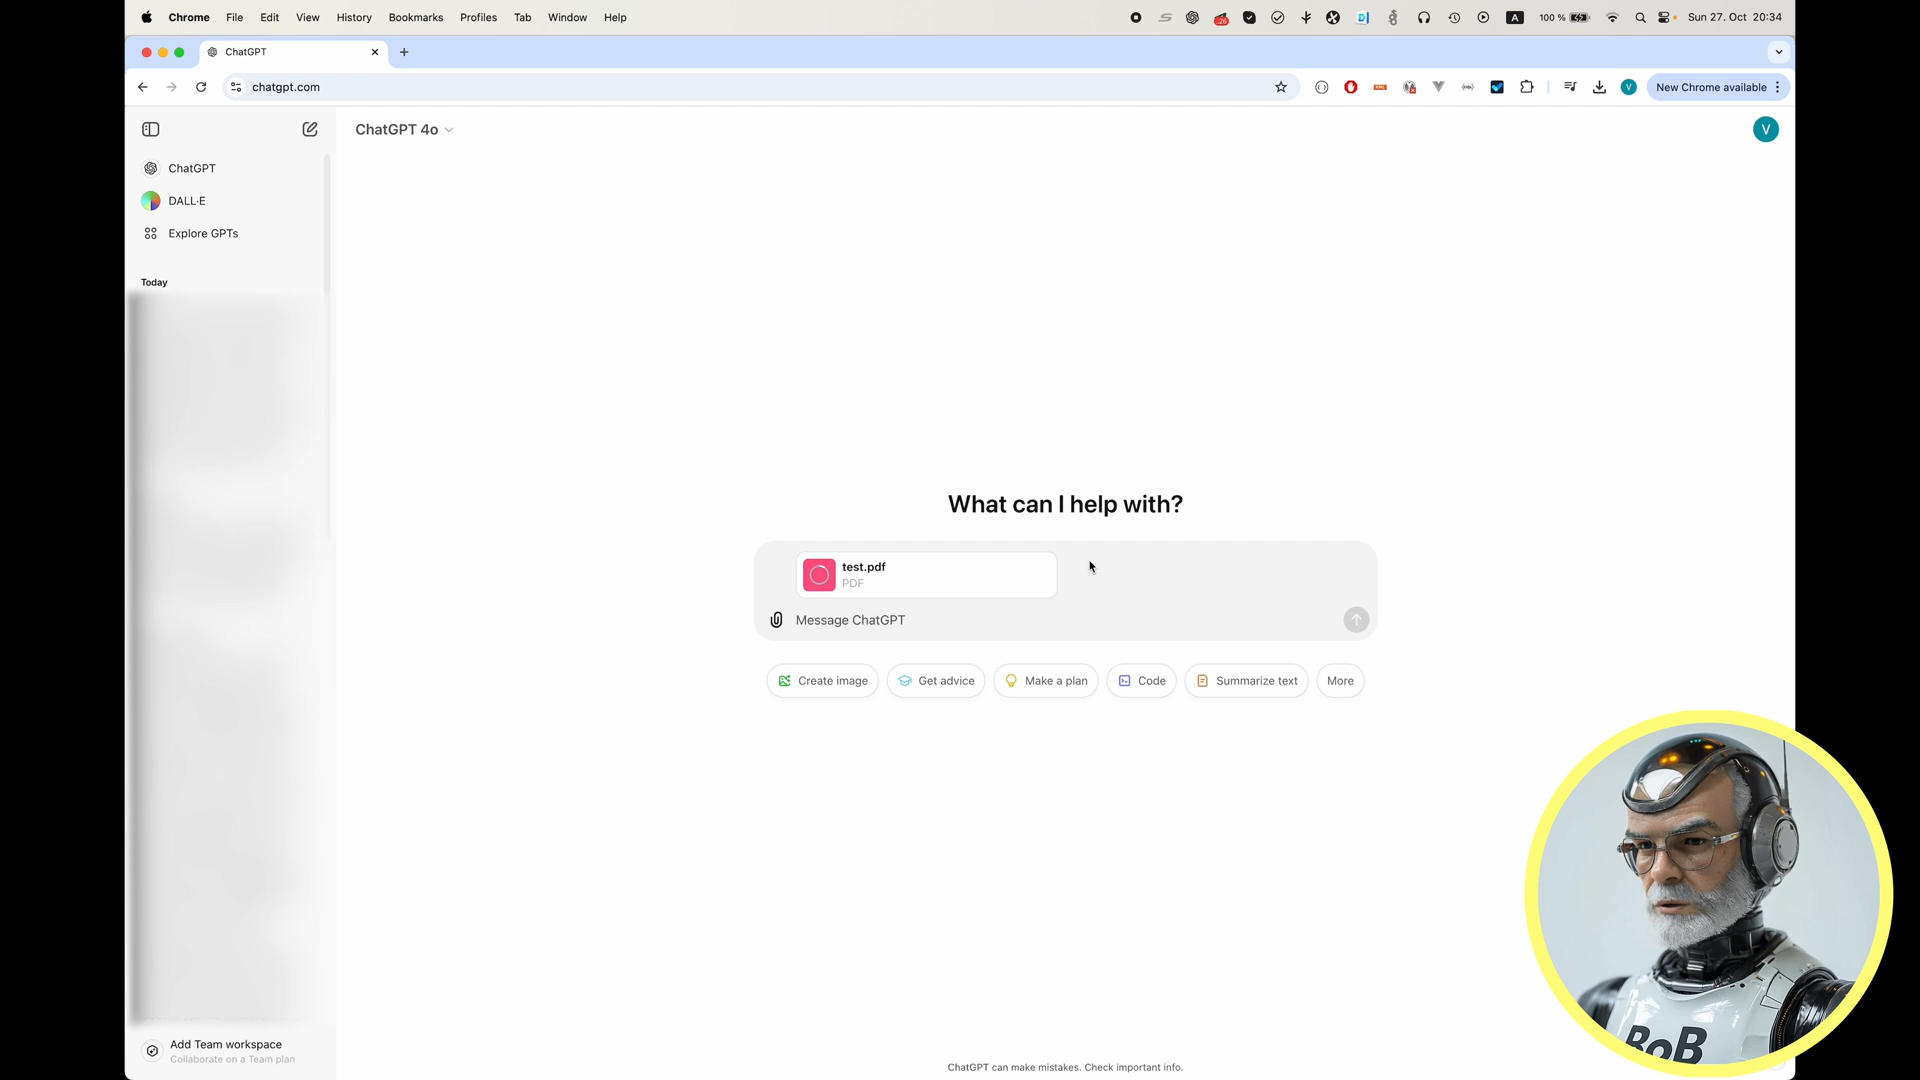 Chrome File Edit View History Bookmarks Profiles Tab Window Help
26 A 100 % Sun 27. Oct 20:34
ChatGPT
chatgpt.com
V New Chrome available
ChatGPT 4o
V
ChatGPT
DALL·E
Explore GPTs
Today
What can I help with?
test.pdf
PDF
Message ChatGPT
Create image Get advice Make a plan Code Summarize text More
BoB
Add Team workspace
Collaborate on a Team plan
ChatGPT can make mistakes. Check important info.